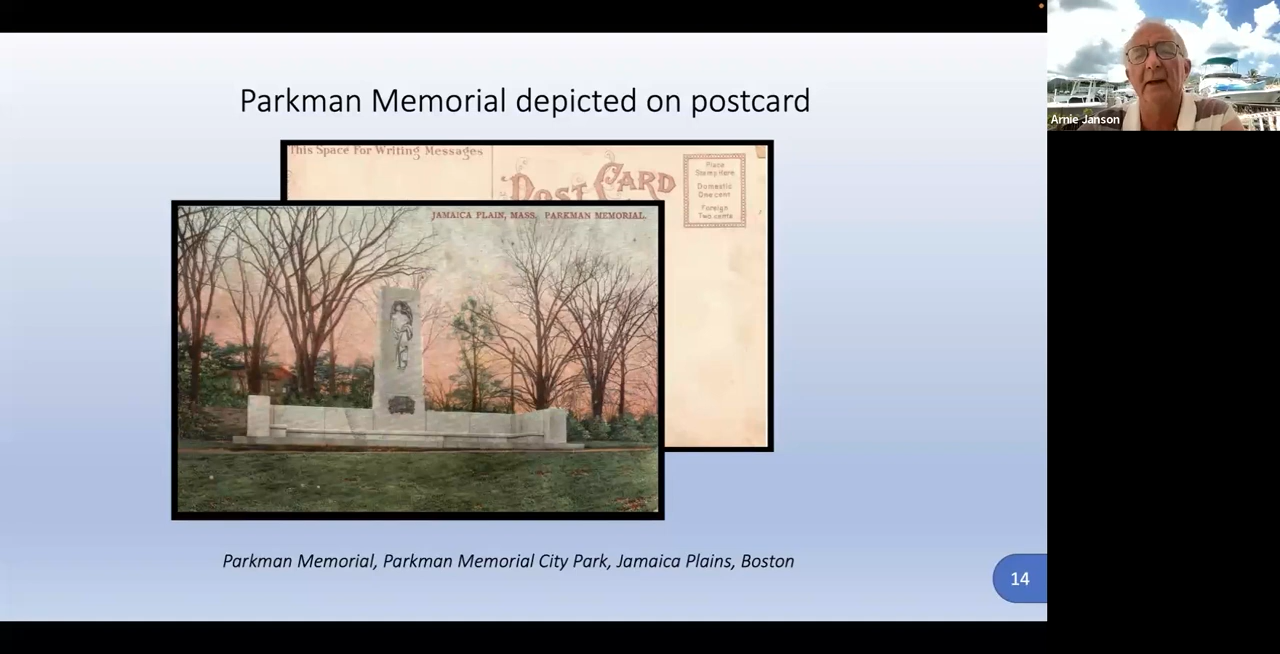 Parkman Memorial depicted on postcard
This Space For Writing Messages
POST CARD
Place
Stamp Here
Domestic
One cent
Foreign
Two cents
JAMAICA PLAIN, MASS. PARKMAN MEMORIAL.
Parkman Memorial, Parkman Memorial City Park, Jamaica Plains, Boston
14
Arnie Janson